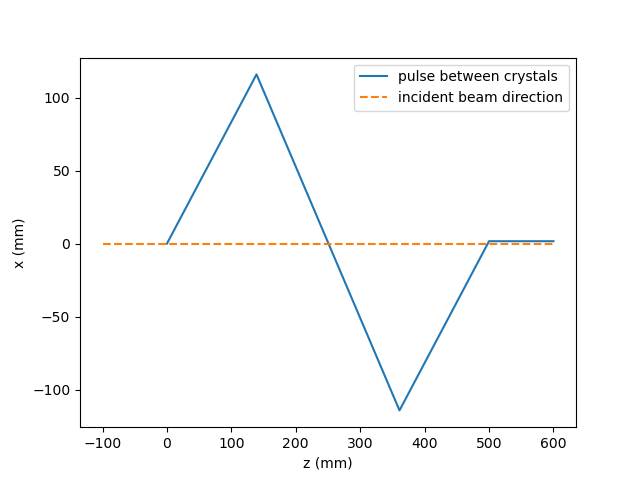 pulse between crystals
incident beam direction
x (mm)
100
50
0
−50
−100
−100 0 100 200 300 400 500 600
z (mm)